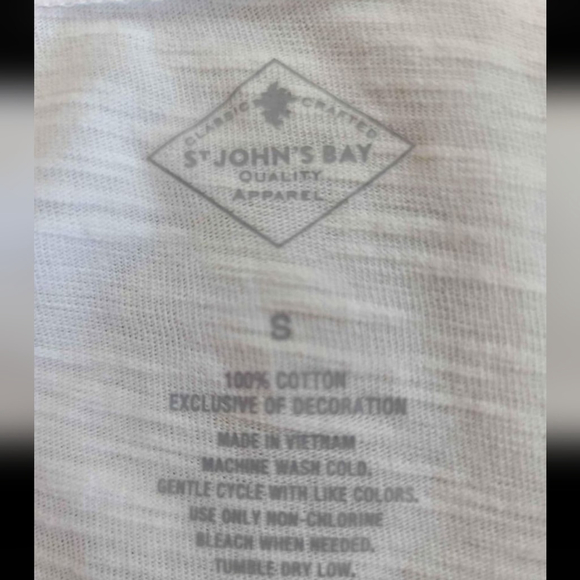 CLASSIC CRAFTED
ST JOHN'S BAY
QUALITY
APPAREL
S
100% COTTON
EXCLUSIVE OF DECORATION
MADE IN VIETNAM
MACHINE WASH COLD.
GENTLE CYCLE WITH LIKE COLORS.
USE ONLY NON-CHLORINE
BLEACH WHEN NEEDED.
TUMBLE DRY LOW.